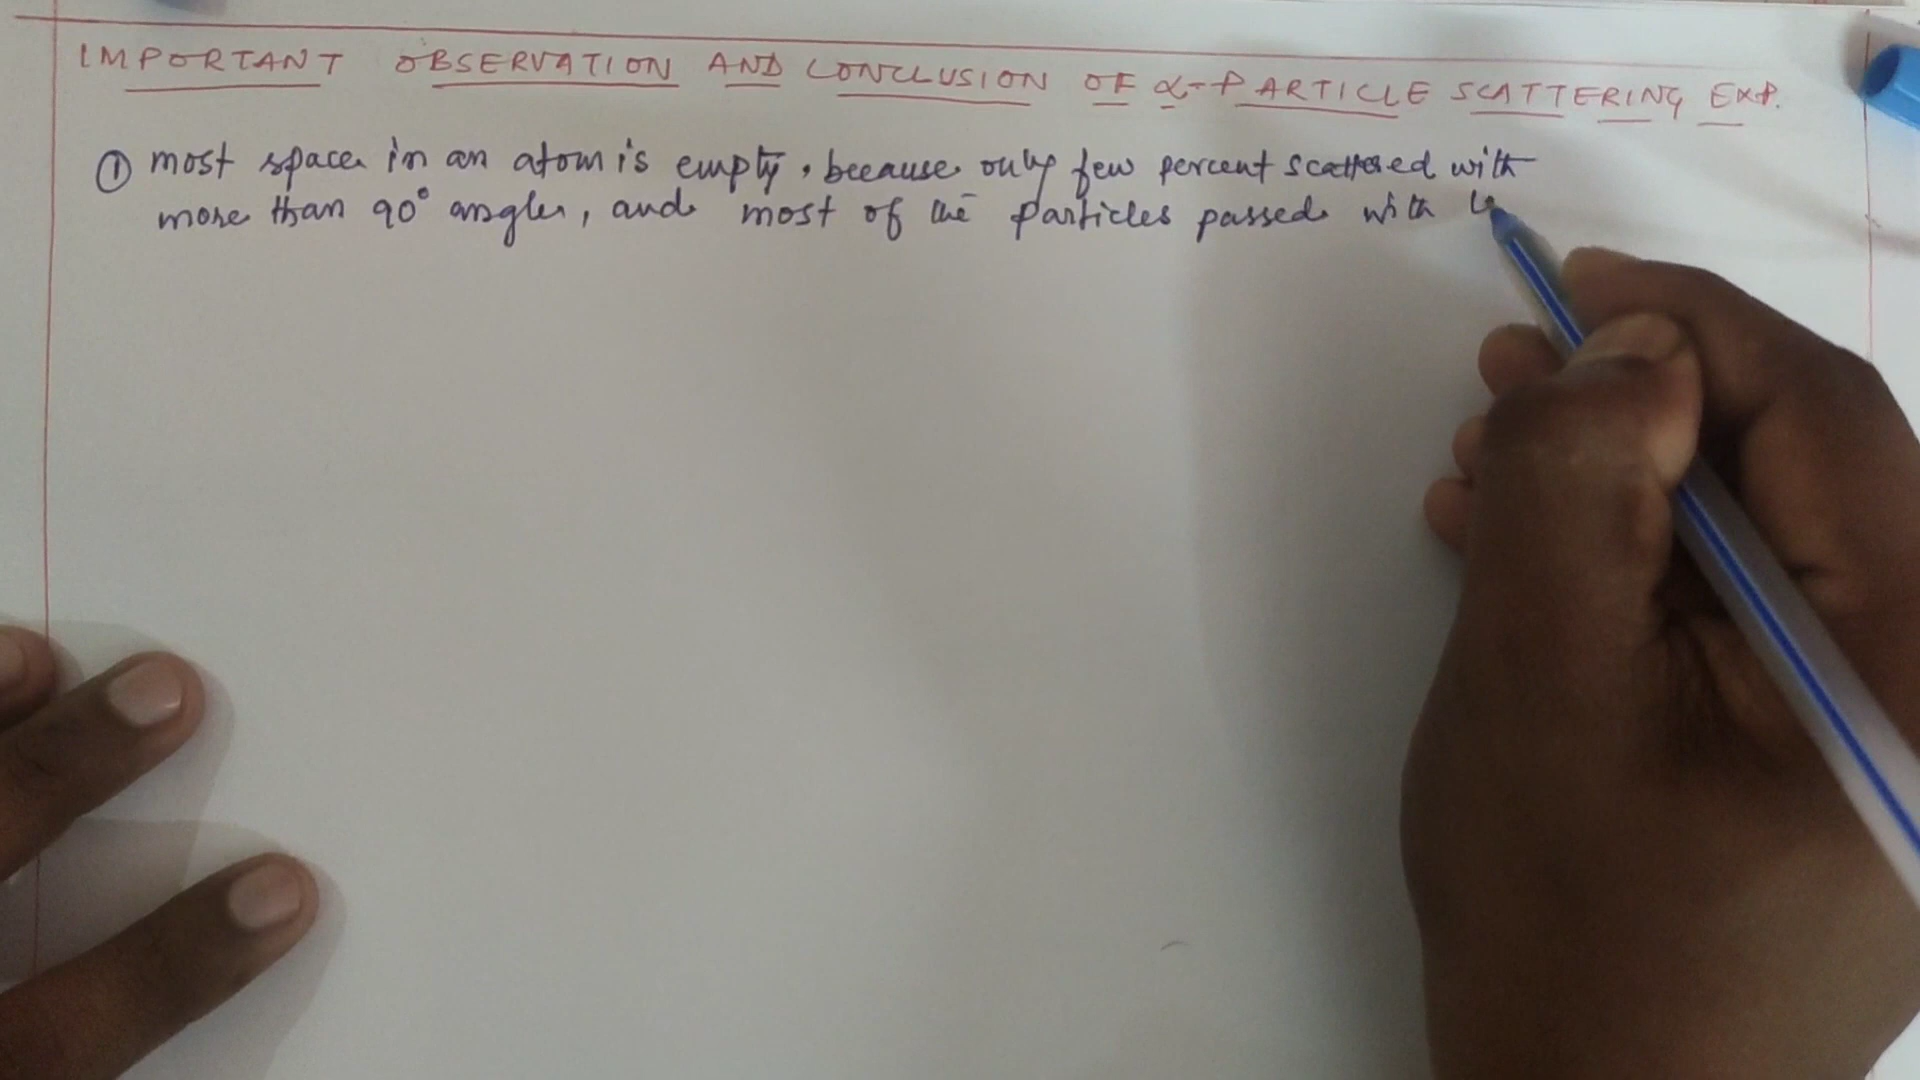 IMPORTANT OBSERVATION AND CONCLUSION OF α-PARTICLE SCATTERING EXP.
① most space in an atom is empty, because only few percent scattered with
more than 90° angle, and most of the particles passed with